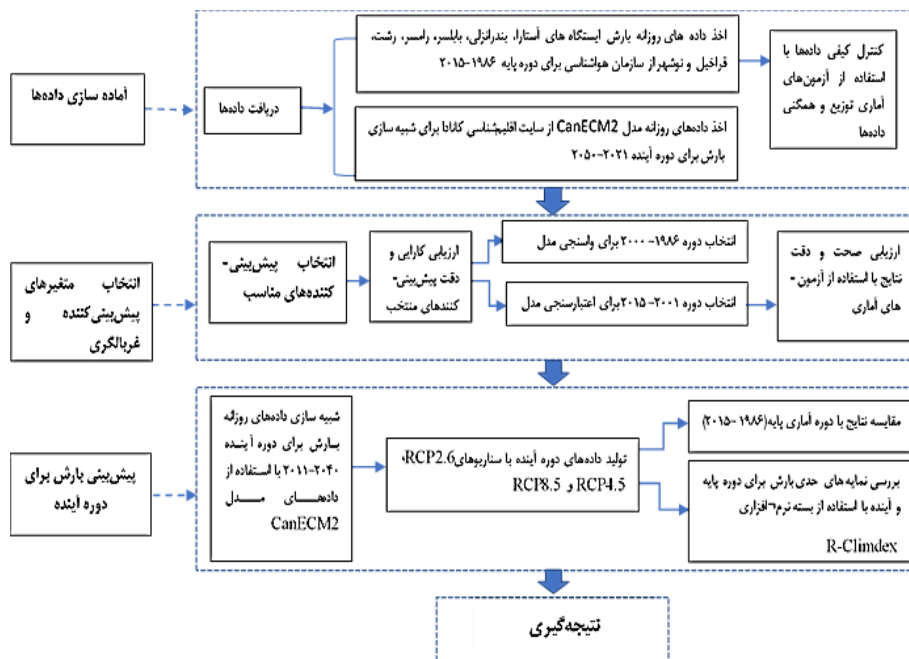 آماده سازی داده‌ها
دریافت داده‌ها
اخذ داده های روزانه بارش ایستگاه های آستارا، بندرانزلی، بابلسر، رامسر، رشت،
قراخیل و نوشهر از سازمان هواشناسی برای دوره پایه ۱۹۸۶-۲۰۱۵
اخذ داده‌های روزانه مدل CanECM2 از سایت اقلیم‌شناسی کانادا برای شبیه سازی
بارش برای دوره آینده ۲۰۲۱-۲۰۵۰
کنترل کیفی داده‌ها با
استفاده از آزمون‌های
آماری توزیع و همگنی
داده‌ها
انتخاب متغیرهای
پیش‌بینی‌کننده و
غربالگری
انتخاب پیش‌بینی-
کننده‌های مناسب
ارزیابی کارایی و
دقت پیش‌بینی-
کنندهای منتخب
انتخاب دوره ۱۹۸۶-۲۰۰۰ برای واسنجی مدل
انتخاب دوره ۲۰۰۱-۲۰۱۵برای اعتبارسنجی مدل
ارزیابی صحت و دقت
نتایج با استفاده از آزمون-
های آماری
پیش‌بینی بارش برای
دوره آینده
شبیه سازی داده‌های روزانه
بارش برای دوره آینده
۲۰۱۱-۲۰۴۰ با استفاده از
داده‌های مدل
CanECM2
تولید داده‌های دوره آینده با سناریوهای RCP2.6،
RCP4.5 و RCP8.5
مقایسه نتایج با دوره آماری پایه(۱۹۸۶-۲۰۱۵)
بررسی نمایه های حدی بارش برای دوره پایه
و آینده با استفاده از بسته نرم¬افزاری
R-Climdex
نتیجه‌گیری